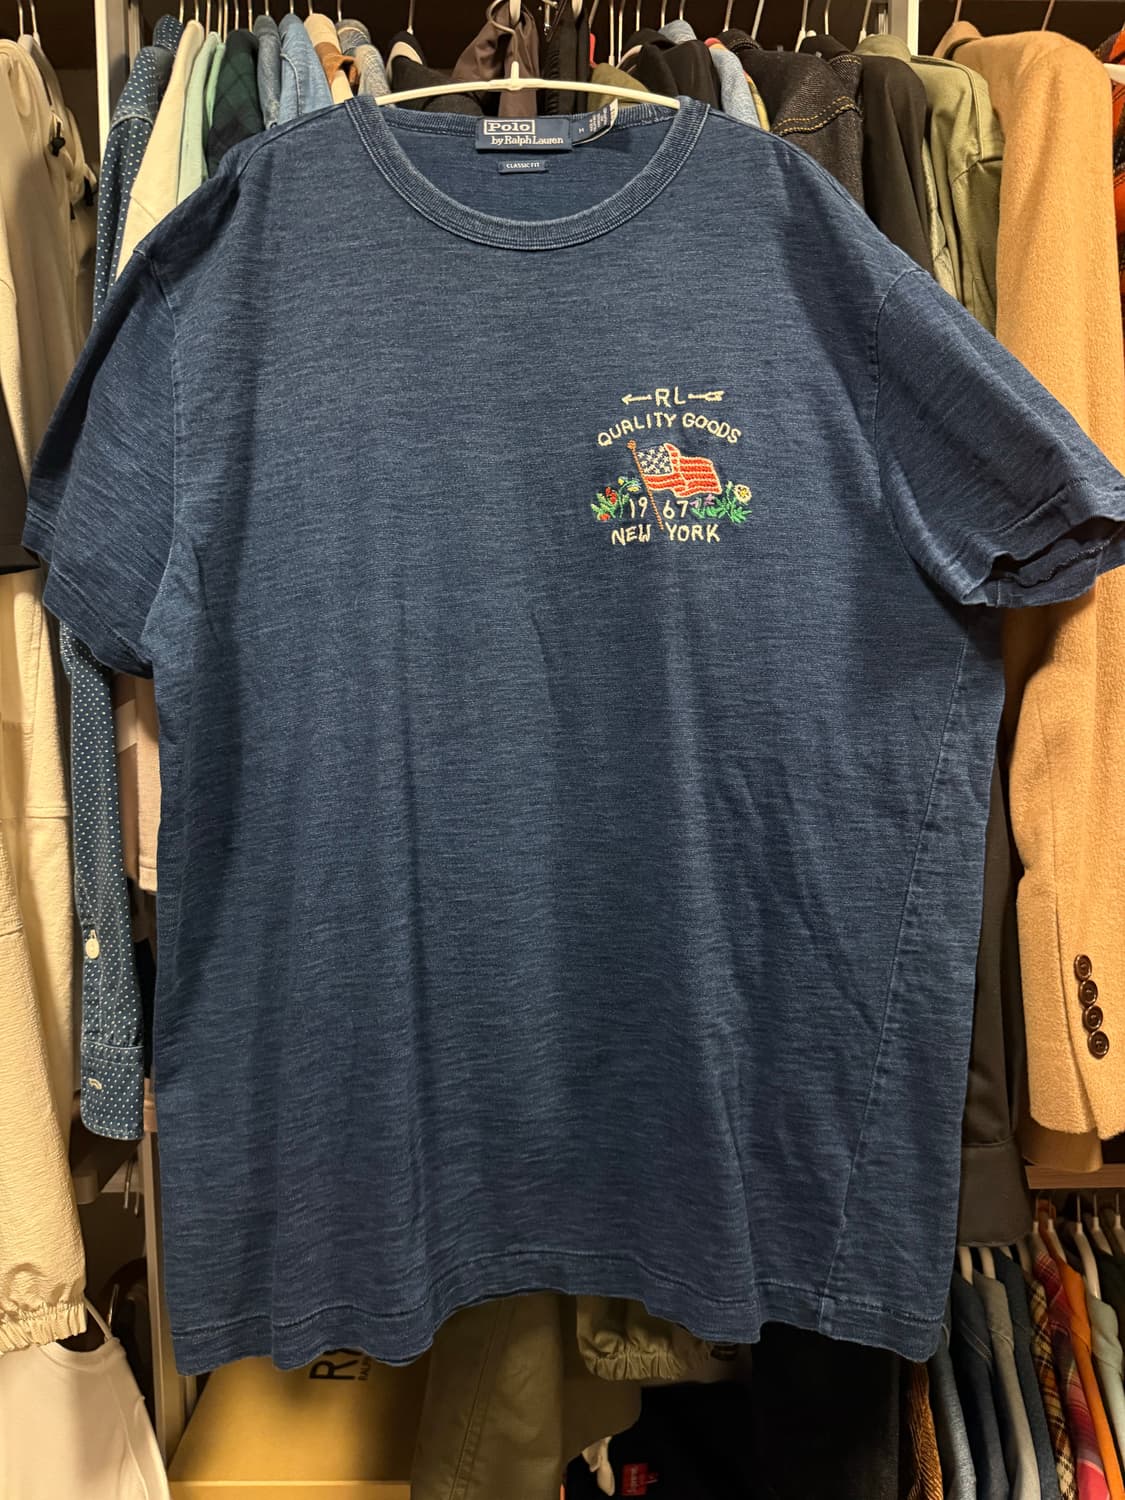 Polo
by Ralph Lauren
M
CLASSIC FIT
RL
QUALITY GOODS
19 67
NEW YORK